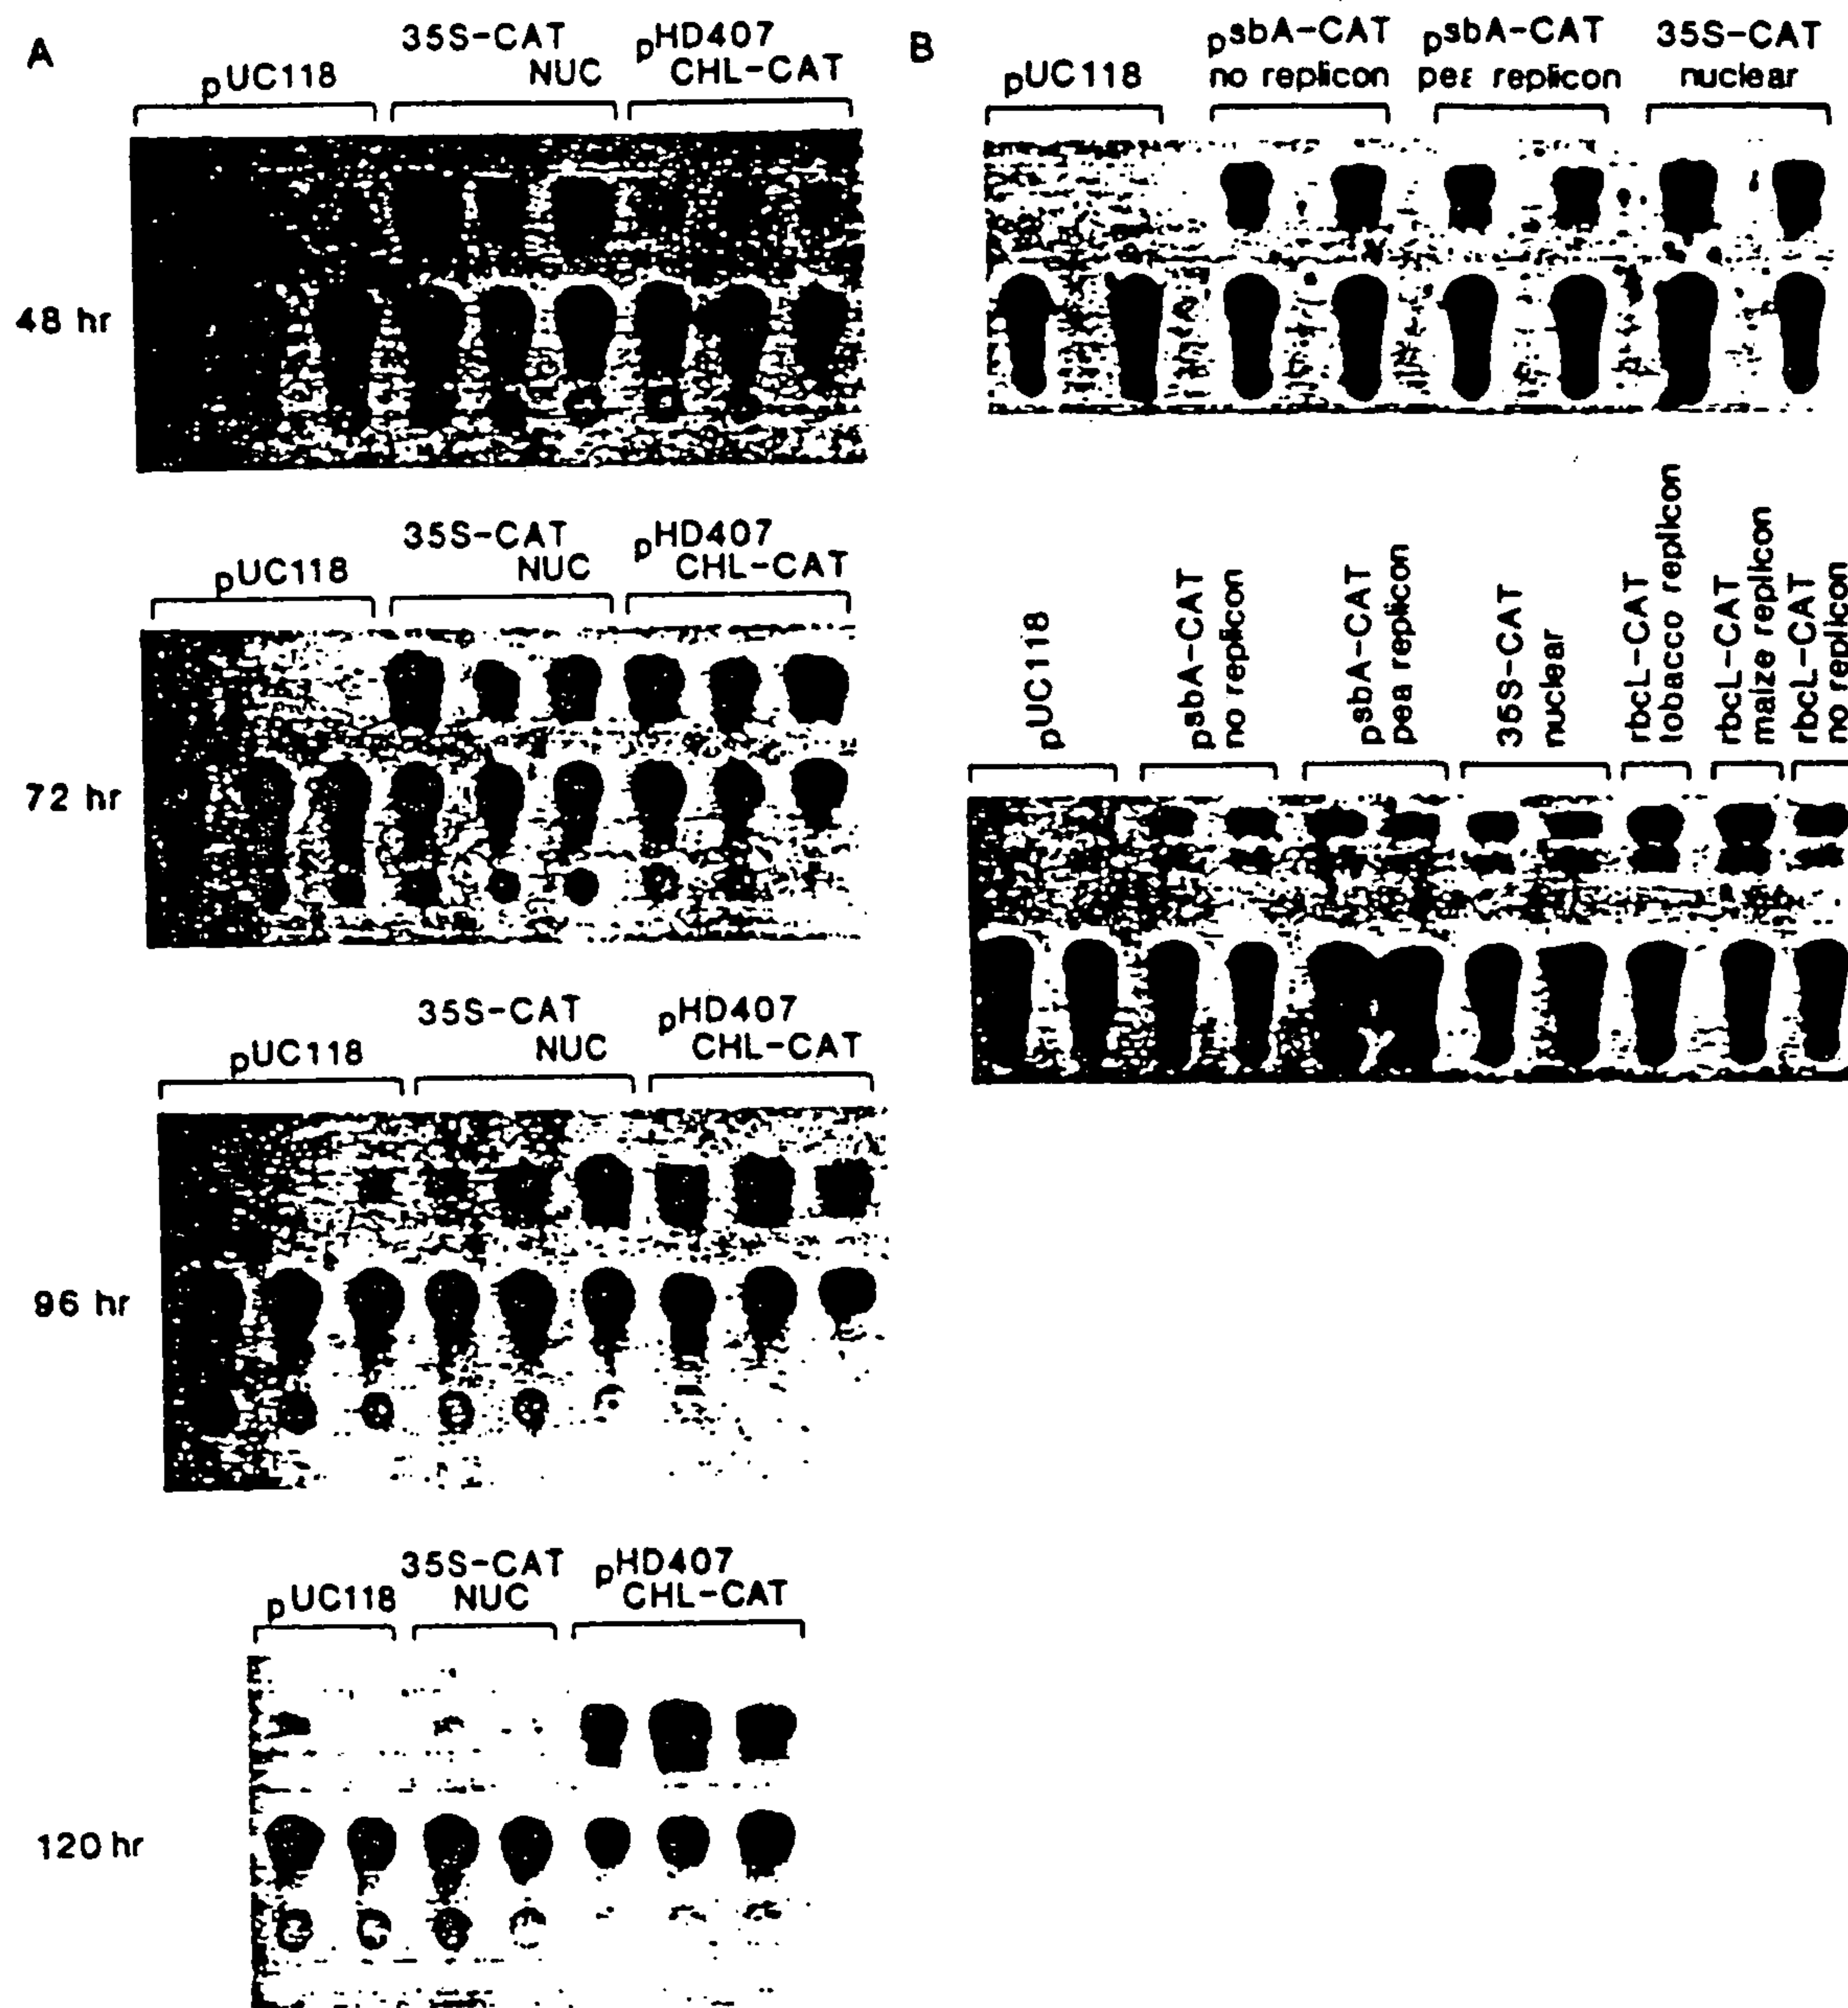 A
35S-CAT
NUC
pHD407
CHL-CAT
pUC118
48 hr
35S-CAT
NUC
pHD407
CHL-CAT
pUC118
72 hr
35S-CAT
NUC
pHD407
CHL-CAT
pUC118
96 hr
35S-CAT
NUC
pHD407
CHL-CAT
pUC118
120 hr
B
pUC118
psbA-CAT
no replicon
psbA-CAT
pea replicon
35S-CAT
nuclear
pUC118
psbA-CAT
no replicon
psbA-CAT
pea replicon
35S-CAT
nuclear
rbcL-CAT
tobacco replicon
rbcL-CAT
maize replicon
rbcL-CAT
no replicon